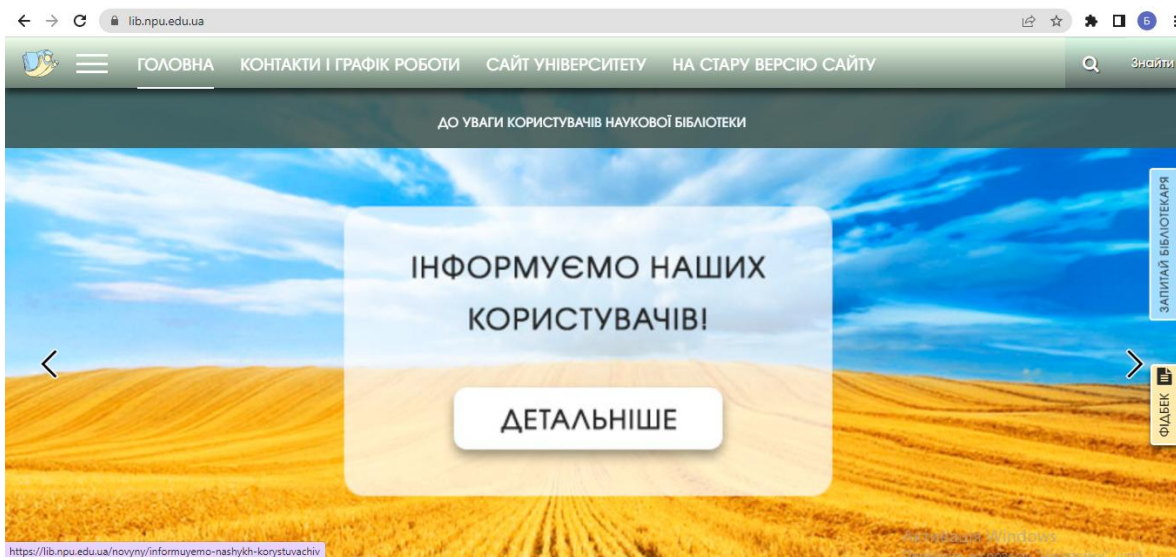 lib.npu.edu.ua
Б
ГОЛОВНА КОНТАКТИ І ГРАФІК РОБОТИ САЙТ УНІВЕРСИТЕТУ НА СТАРУ ВЕРСІЮ САЙТУ Знайти
ДО УВАГИ КОРИСТУВАЧІВ НАУКОВОЇ БІБЛІОТЕКИ
ІНФОРМУЄМО НАШИХ
КОРИСТУВАЧІВ!
ДЕТАЛЬНІШЕ
ЗАПИТАЙ БІБЛІОТЕКАРЯ
ФІДБЕК
https://lib.npu.edu.ua/novyny/informuyemo-nashykh-korystuvachiv